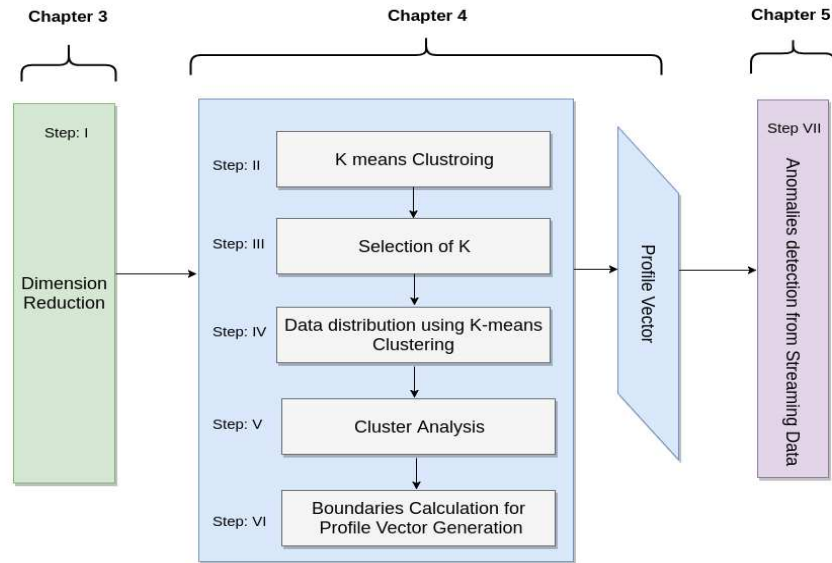 Chapter 3
Chapter 4
Chapter 5
Step: I
Dimension
Reduction
Step: II
K means Clustroing
Step: III
Selection of K
Step: IV
Data distribution using K-means
Clustering
Step: V
Cluster Analysis
Step: VI
Boundaries Calculation for
Profile Vector Generation
Profile Vector
Step VII
Anomalies detection from Streaming Data